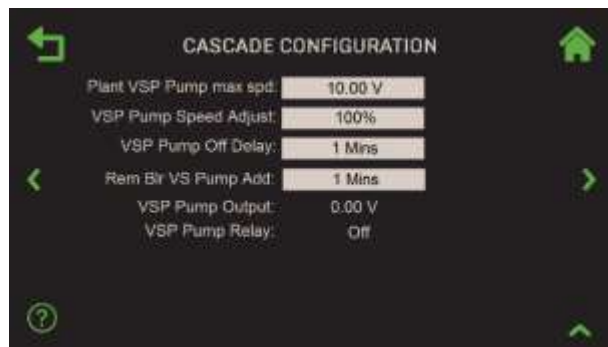 CASCADE CONFIGURATION
Plant VSP Pump max spd: 10.00 V
VSP Pump Speed Adjust: 100%
VSP Pump Off Delay: 1 Mins
Rem Blr VS Pump Add: 1 Mins
VSP Pump Output: 0.00 V
VSP Pump Relay: Off
?